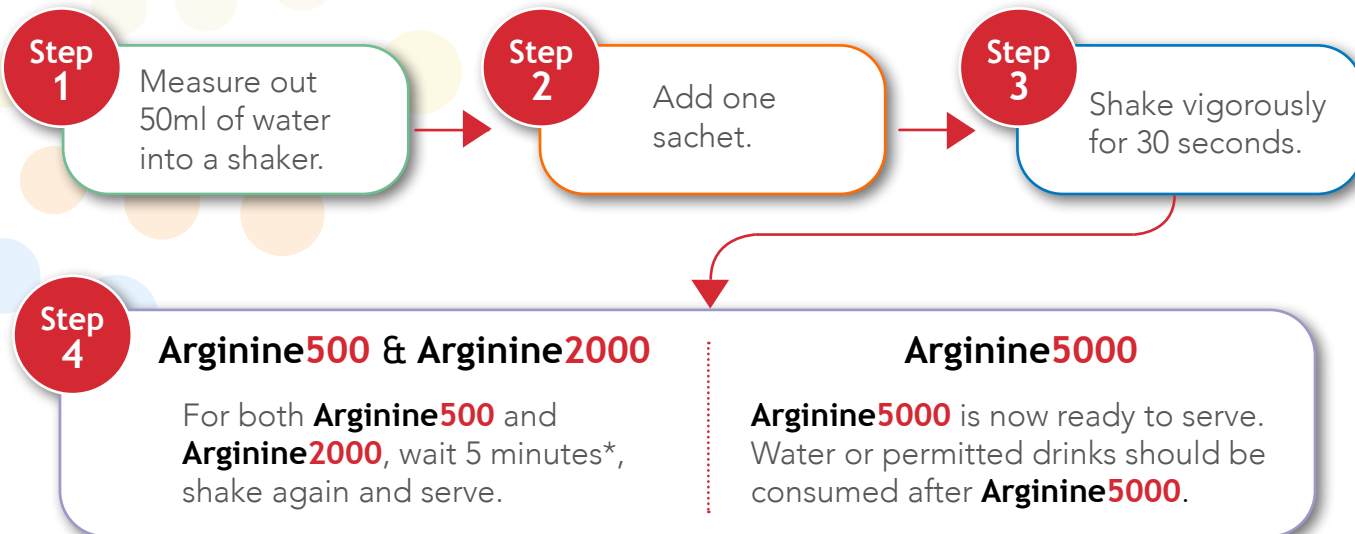 Step
1
Measure out
50ml of water
into a shaker.
Step
2
Add one
sachet.
Step
3
Shake vigorously
for 30 seconds.
Step
4
Arginine500 & Arginine2000
For both Arginine500 and
Arginine2000, wait 5 minutes*,
shake again and serve.
Arginine5000
Arginine5000 is now ready to serve.
Water or permitted drinks should be
consumed after Arginine5000.